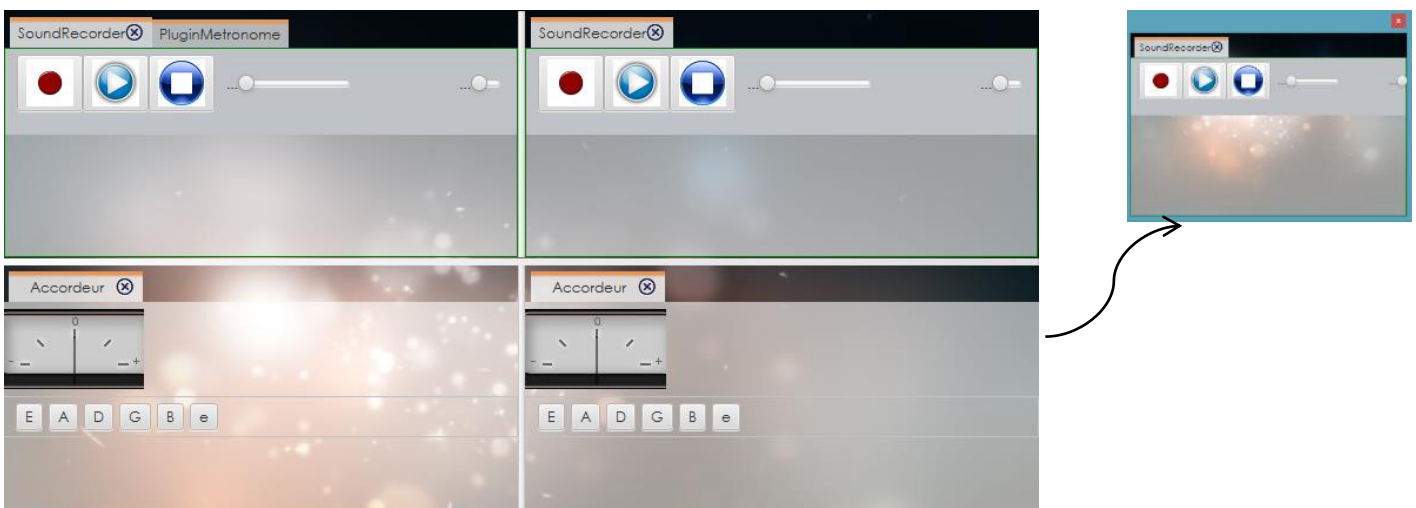 SoundRecorder PluginMetronome
... ...
Accordeur
0
- +
E A D G B e
SoundRecorder
... ...
Accordeur
0
- +
E A D G B e
x
SoundRecorder
... ...